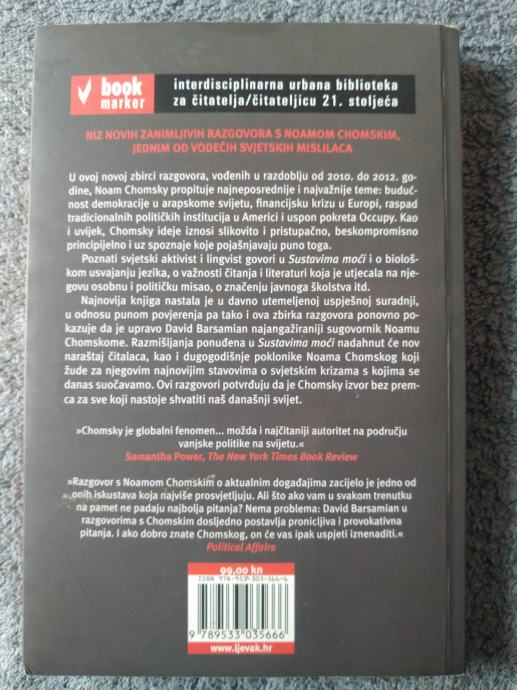 book
marker
interdisciplinarna urbana biblioteka
za čitatelja/čitateljicu 21. stoljeća
NIZ NOVIH ZANIMLJIVIH RAZGOVORA S NOAMOM CHOMSKIM,
JEDNIM OD VODEĆIH SVJETSKIH MISLILACA
U ovoj novoj zbirci razgovora, vođenih u razdoblju od 2010. do 2012. go-
dine, Noam Chomsky propituje najneposrednije i najvažnije teme: buduć-
nost demokracije u arapskome svijetu, financijsku krizu u Europi, raspad
tradicionalnih političkih institucija u Americi i uspon pokreta Occupy. Kao
i uvijek, Chomsky ideje iznosi slikovito i pristupačno, beskompromisno
principijelno i uz spoznaje koje pojašnjavaju puno toga.
Poznati svjetski aktivist i lingvist govori u Sustavima moći i o biološ-
kom usvajanju jezika, o važnosti čitanja i literaturi koja je utjecala na nje-
govu osobnu i političku misao, o značenju javnoga školstva itd.
Najnovija knjiga nastala je u davno utemeljenoj uspješnoj suradnji,
u odnosu punom povjerenja pa tako i ova zbirka razgovora ponovno po-
kazuje da je upravo David Barsamian najangažiraniji sugovornik Noamu
Chomskome. Razmišljanja ponuđena u Sustavima moći nadahnut će nov
naraštaj čitalaca, kao i dugogodišnje poklonike Noama Chomskog koji
žude za njegovim najnovijim stavovima o svjetskim krizama s kojima se
danas suočavamo. Ovi razgovori potvrđuju da je Chomsky izvor bez prem-
ca za sve koji nastoje shvatiti naš današnji svijet.
»Chomsky je globalni fenomen... možda i najčitaniji autoritet na području
vanjske politike na svijetu.«
Samantha Power, The New York Times Book Review
»Razgovor s Noamom Chomskim o aktualnim događajima zacijelo je jedno od
onih iskustava koja najviše prosvjetljuju. Ali što ako vam u svakom trenutku
na pamet ne padaju najbolja pitanja? Nema problema: David Barsamian u
razgovorima s Chomskim dosljedno postavlja pronicljiva i provokativna
pitanja. I ako dobro znate Chomskog, on će vas ipak uspjeti iznenaditi.«
Political Affairs
99,00 kn
ISBN 978-953-303-566-6
9 789533 035666
www.ljevak.hr